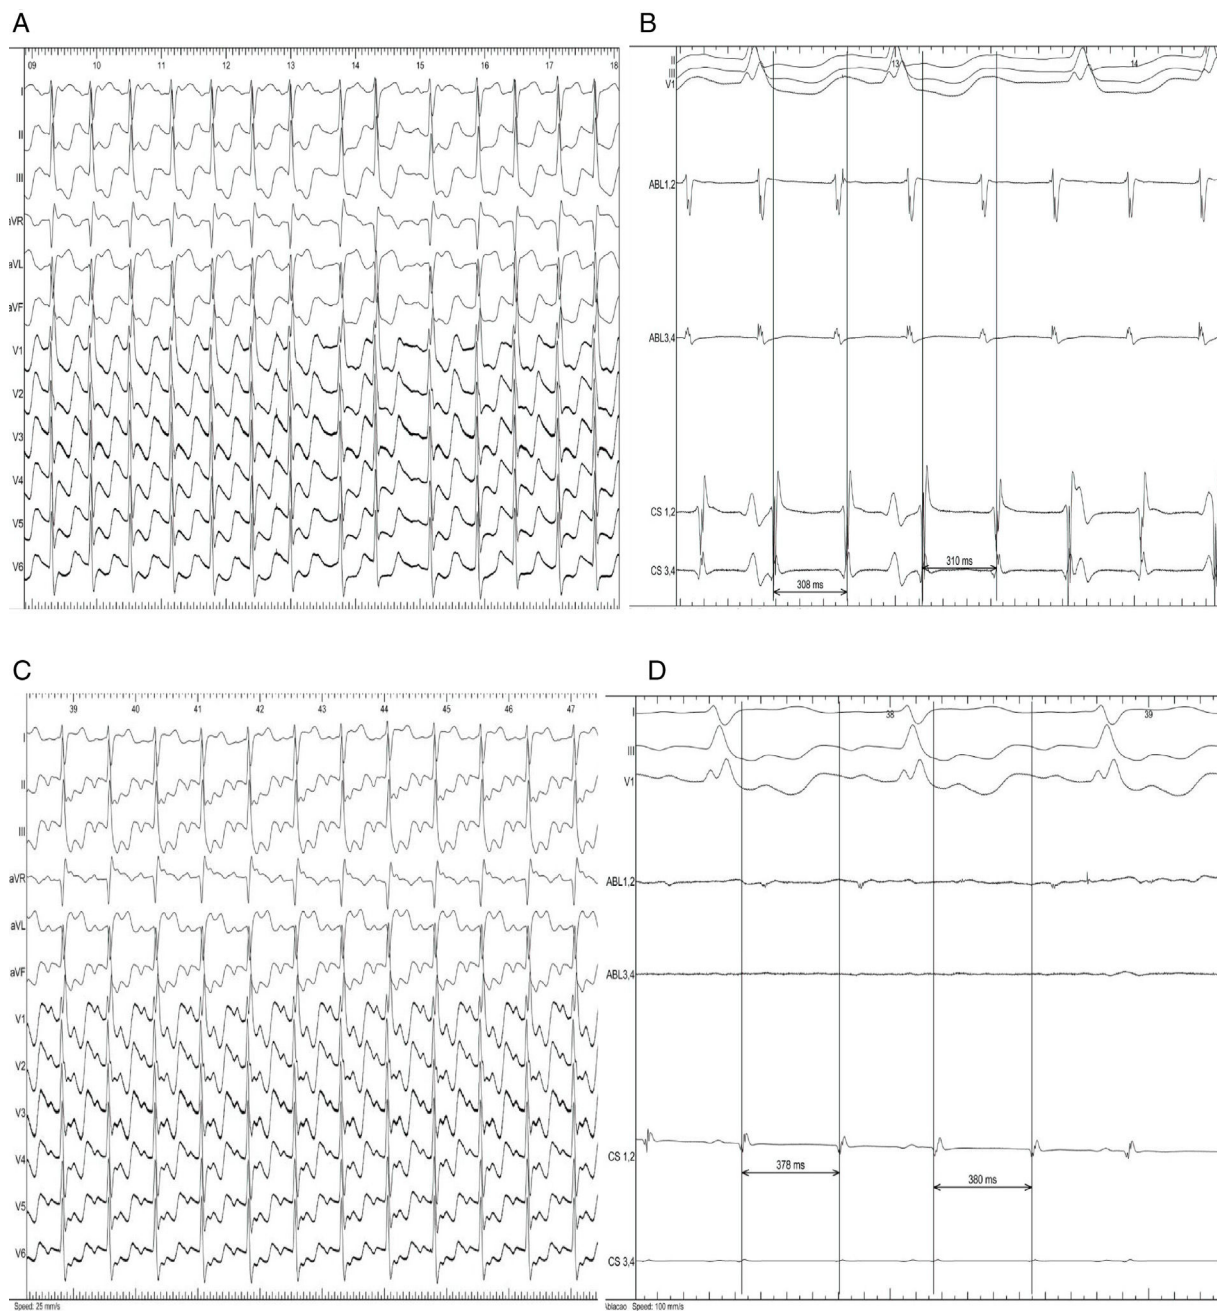 A
09 10 11 12 13 14 15 16 17 18
I
II
III
aVR
aVL
aVF
V1
V2
V3
V4
V5
V6
B
II
III
V1
13 14
ABL1,2
ABL3,4
CS 1,2
CS 3,4
310 ms
308 ms
C
39 40 41 42 43 44 45 46 47
I
II
III
aVR
aVL
aVF
V1
V2
V3
V4
V5
V6
Speed: 25 mm/s
D
I
38 39
III
V1
ABL1,2
ABL3,4
CS 1,2
378 ms
380 ms
CS 3,4
Ablacao Speed: 100 mm/s